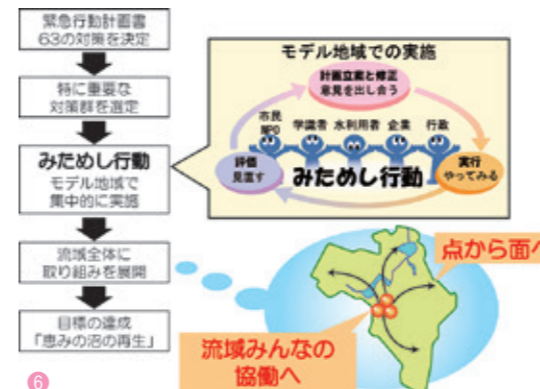 緊急行動計画書
63の対策を決定
特に重要な
対策群を選定
みためし行動
モデル地域で
集中的に実施
流域全体に
取り組みを展開
目標の達成
「恵みの沼の再生」
モデル地域での実施
計画立案と修正
意見を出し合う
市民
NPO
学識者
水利用者
企業
行政
評価
見直す
みためし行動
実行
やってみる
点から面へ
流域みんなの
協働へ
6